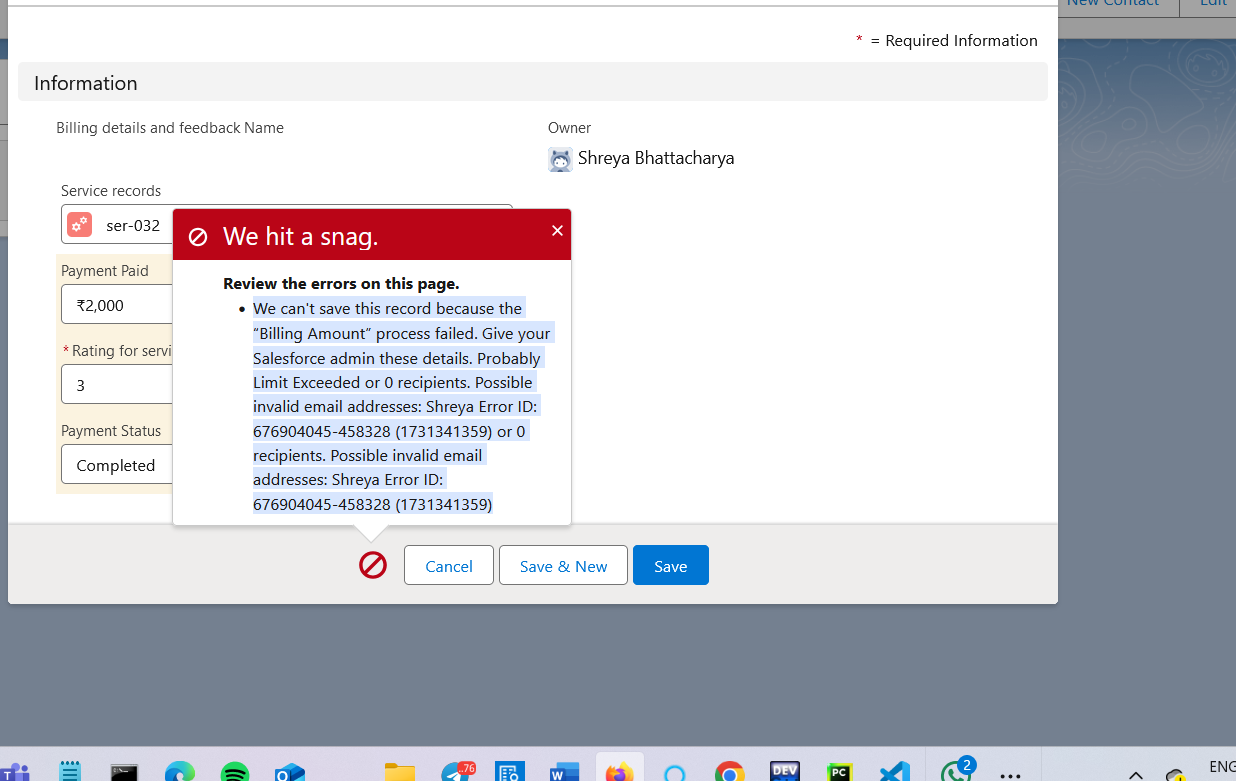 New Contact
Edit
* = Required Information
Information
Billing details and feedback Name
Owner
Shreya Bhattacharya
Service records
ser-032
We hit a snag.
Review the errors on this page.
• We can't save this record because the
“Billing Amount” process failed. Give your
Salesforce admin these details. Probably
Limit Exceeded or 0 recipients. Possible
invalid email addresses: Shreya Error ID:
676904045-458328 (1731341359) or 0
recipients. Possible invalid email
addresses: Shreya Error ID:
676904045-458328 (1731341359)
Payment Paid
₹2,000
* Rating for servi
3
Payment Status
Completed
Cancel
Save & New
Save
76
DEV
PC
2
ENG